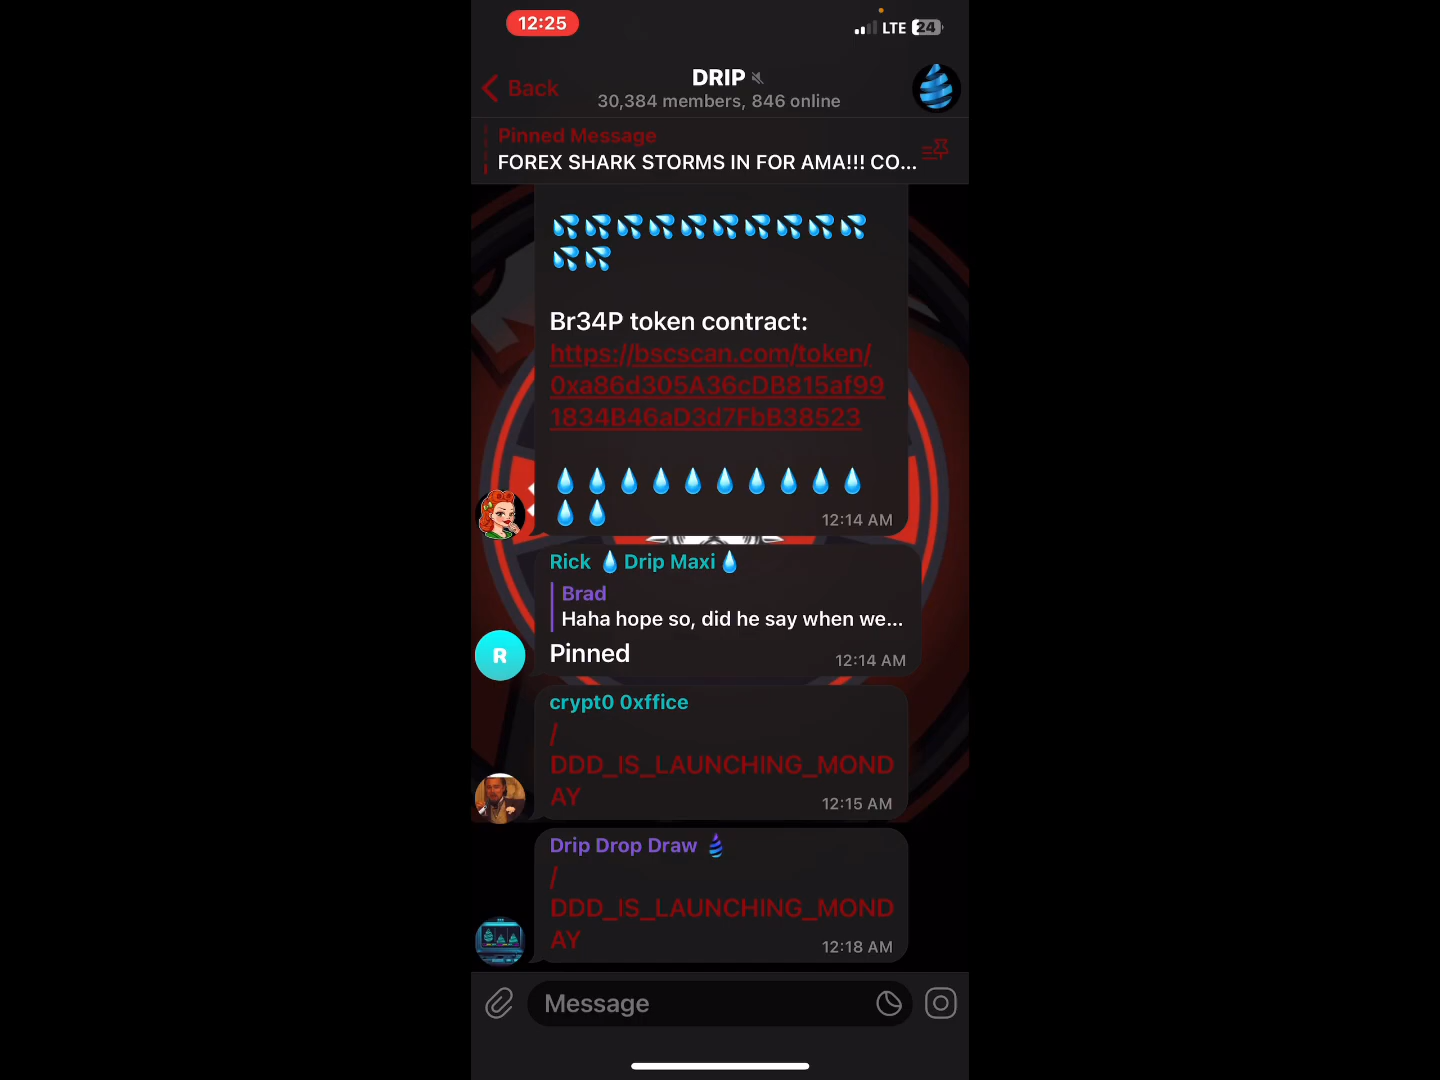 12:25
LTE 24
Back
DRIP
30,384 members, 846 online
Pinned Message
FOREX SHARK STORMS IN FOR AMA!!! CO...
Br34P token contract:
https://bscscan.com/token/
0xa86d305A36cDB815af99
1834B46aD3d7FbB38523
12:14 AM
Rick 💧Drip Maxi💧
Brad
Haha hope so, did he say when we...
Pinned
12:14 AM
R
crypt0 0xffice
/
DDD_IS_LAUNCHING_MOND
AY
12:15 AM
Drip Drop Draw
/
DDD_IS_LAUNCHING_MOND
AY
12:18 AM
Message